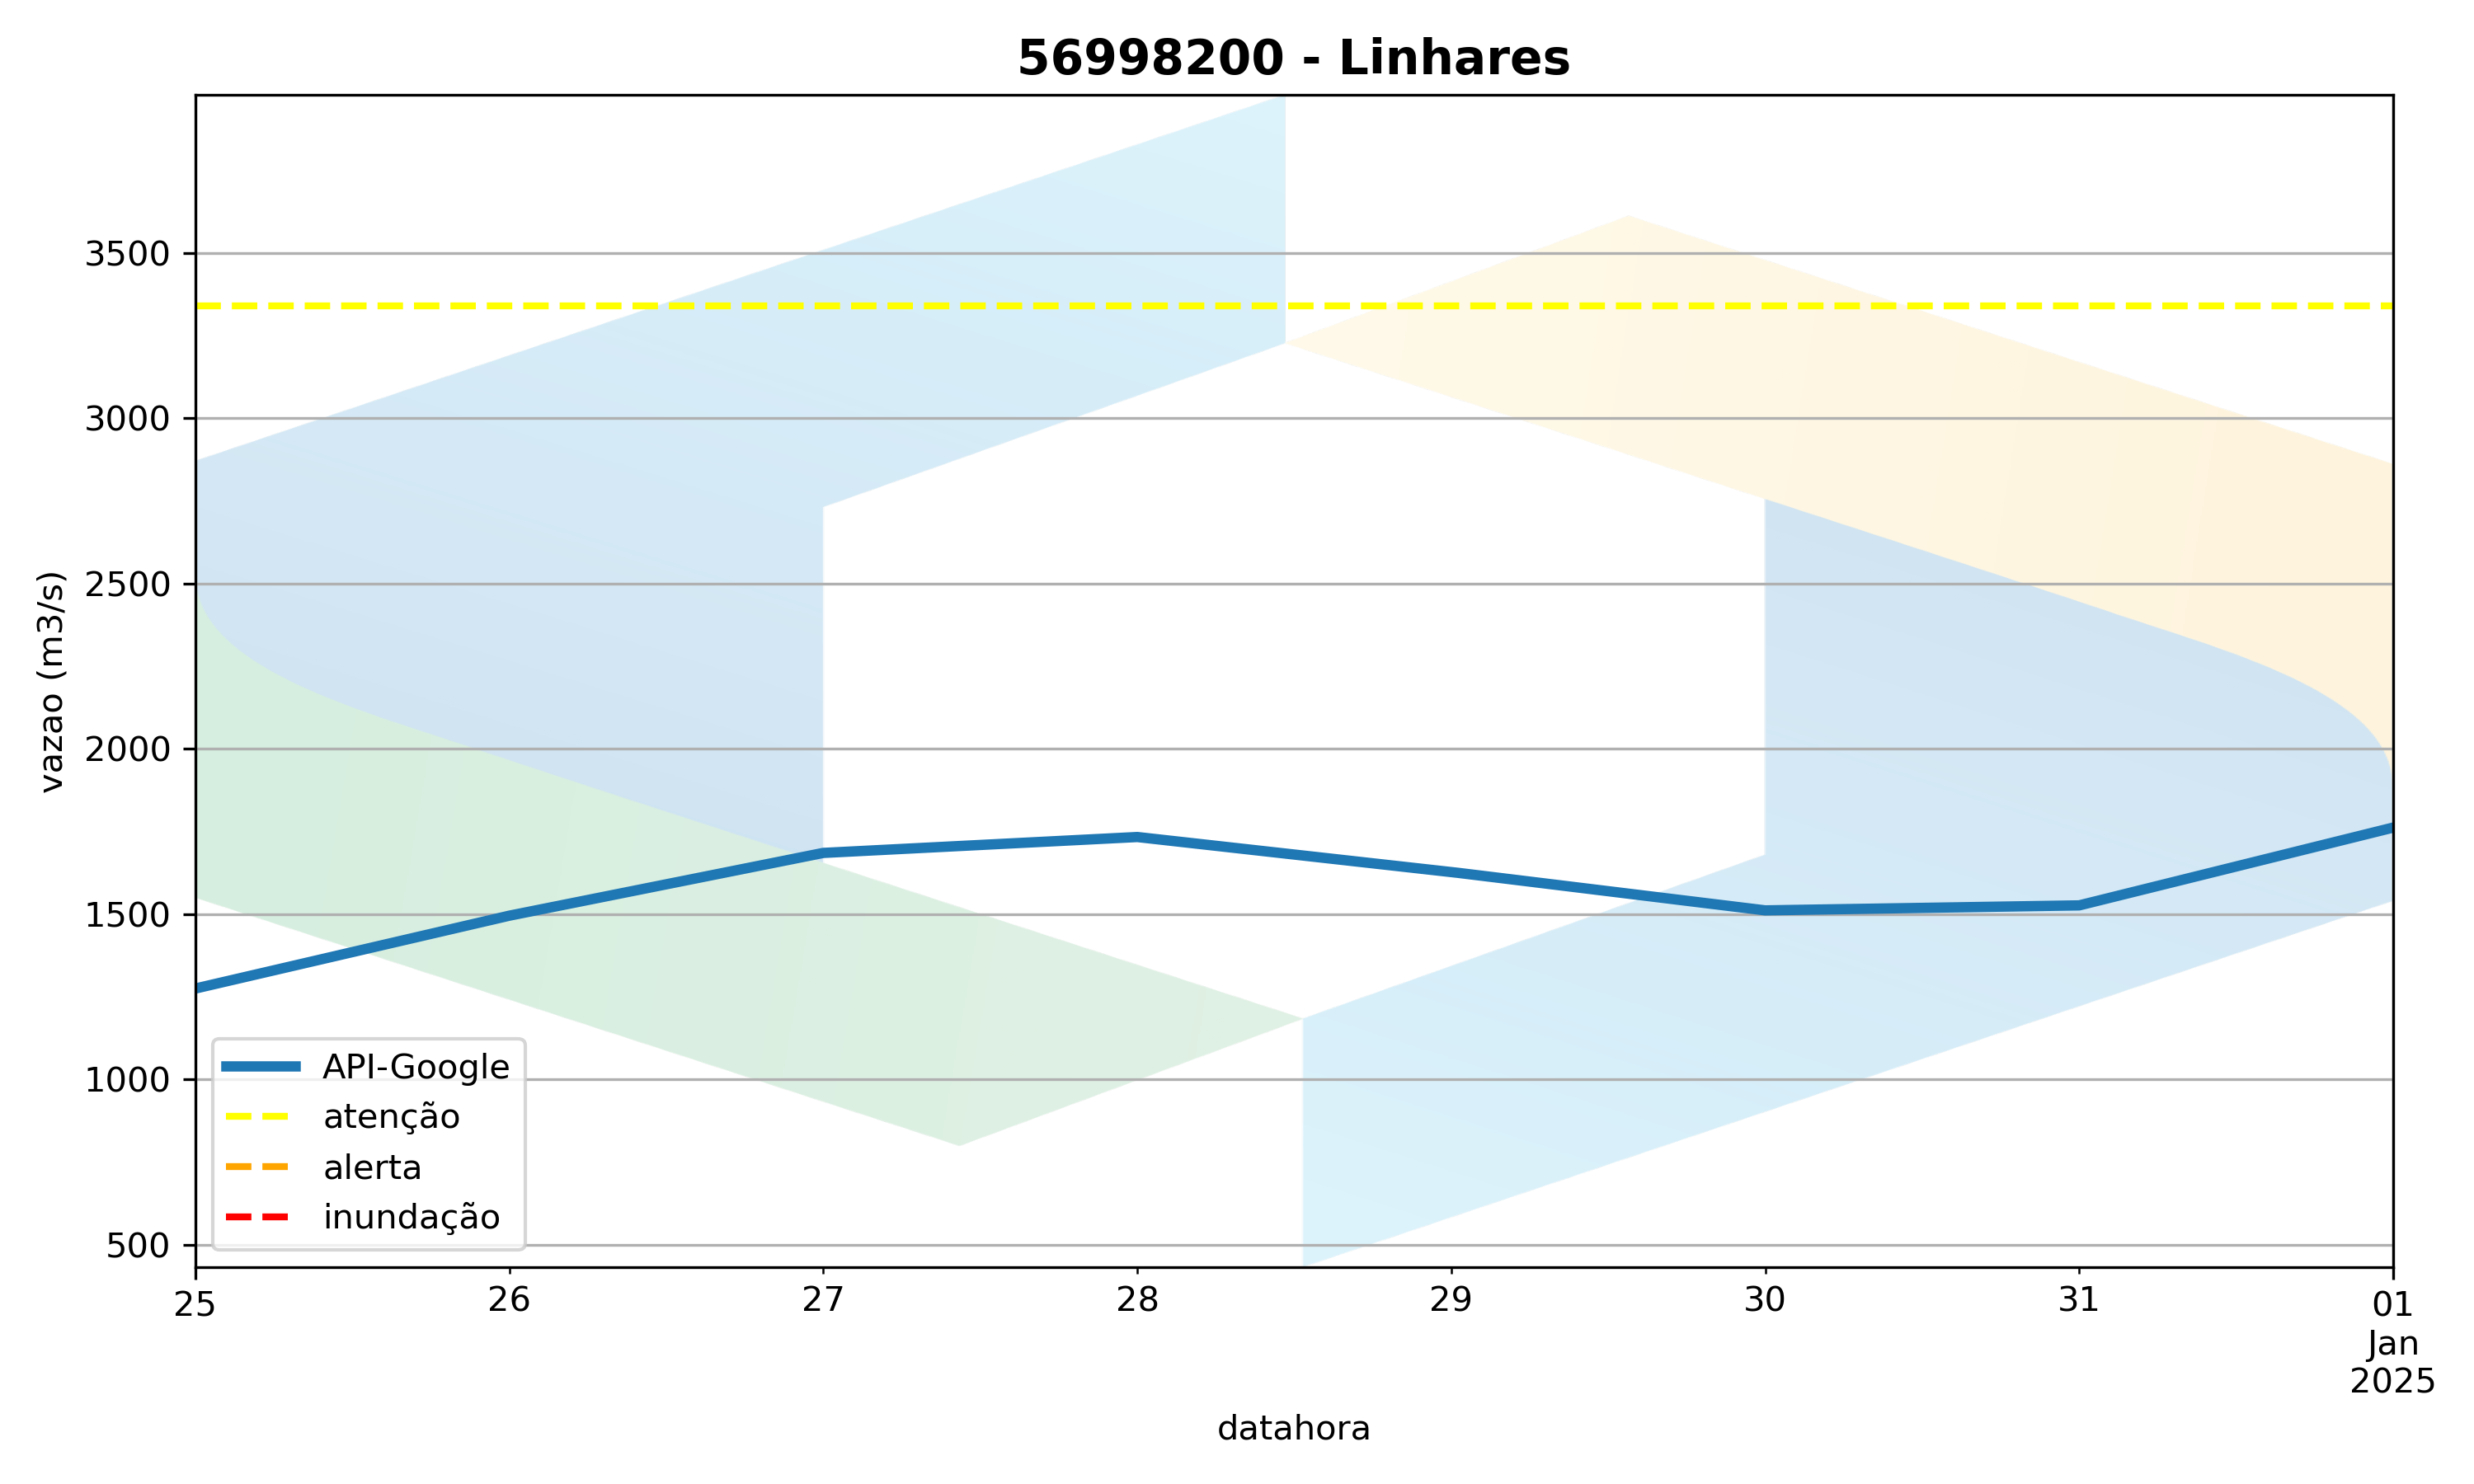 56998200 - Linhares
vazao (m3/s)
3500
3000
2500
2000
1500
1000
500
API-Google
atenção
alerta
inundação
25 26 27 28 29 30 31 01
Jan
2025
datahora